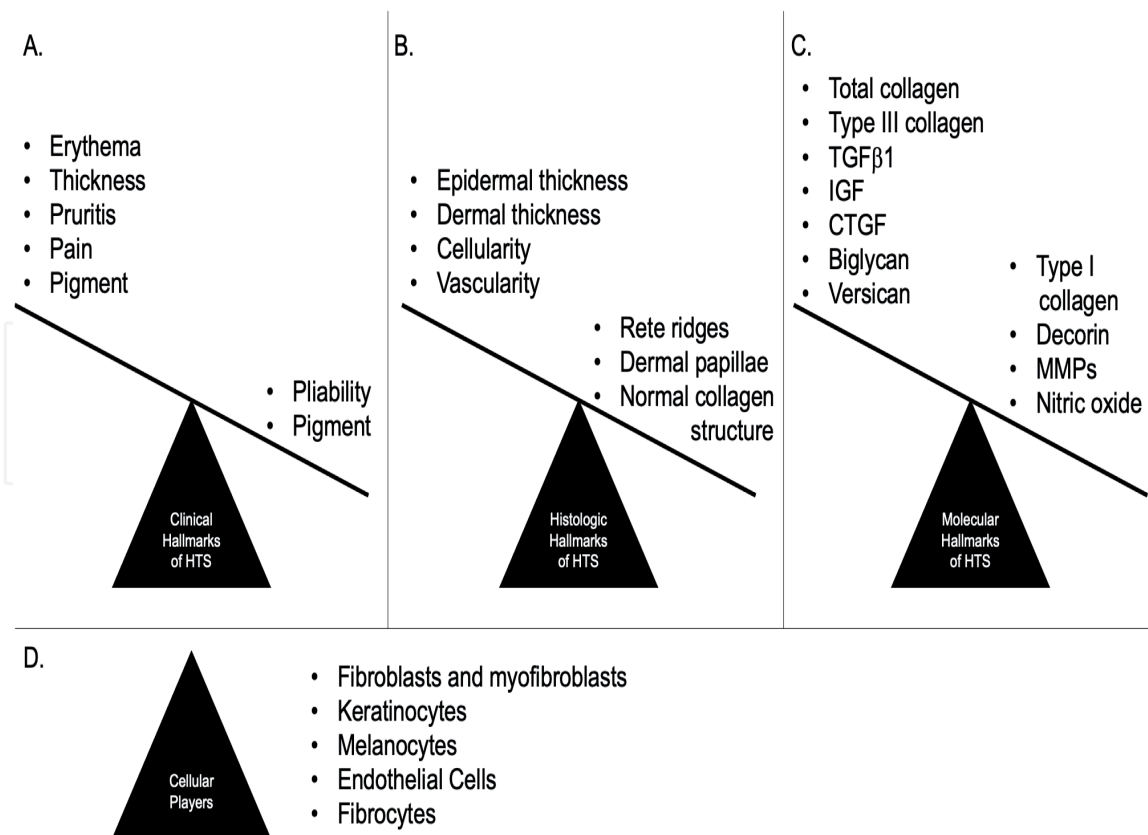 A.
• Erythema
• Thickness
• Pruritis
• Pain
• Pigment
• Pliability
• Pigment
Clinical
Hallmarks
of HTS
B.
• Epidermal thickness
• Dermal thickness
• Cellularity
• Vascularity
• Rete ridges
• Dermal papillae
• Normal collagen
structure
Histologic
Hallmarks
of HTS
C.
• Total collagen
• Type III collagen
• TGFβ1
• IGF
• CTGF
• Biglycan
• Versican
• Type I
collagen
• Decorin
• MMPs
• Nitric oxide
Molecular
Hallmarks
of HTS
D.
Cellular
Players
• Fibroblasts and myofibroblasts
• Keratinocytes
• Melanocytes
• Endothelial Cells
• Fibrocytes